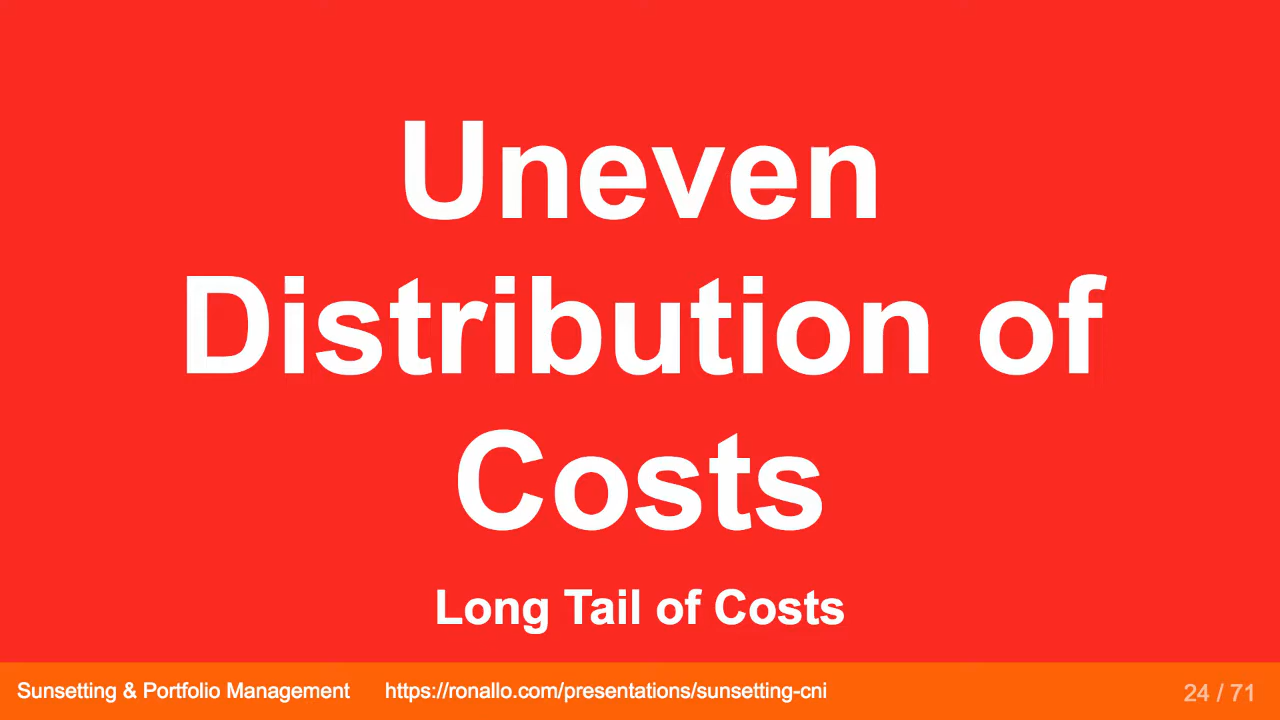 Uneven
Distribution of
Costs
Long Tail of Costs
Sunsetting & Portfolio Management https://ronallo.com/presentations/sunsetting-cni 24 / 71